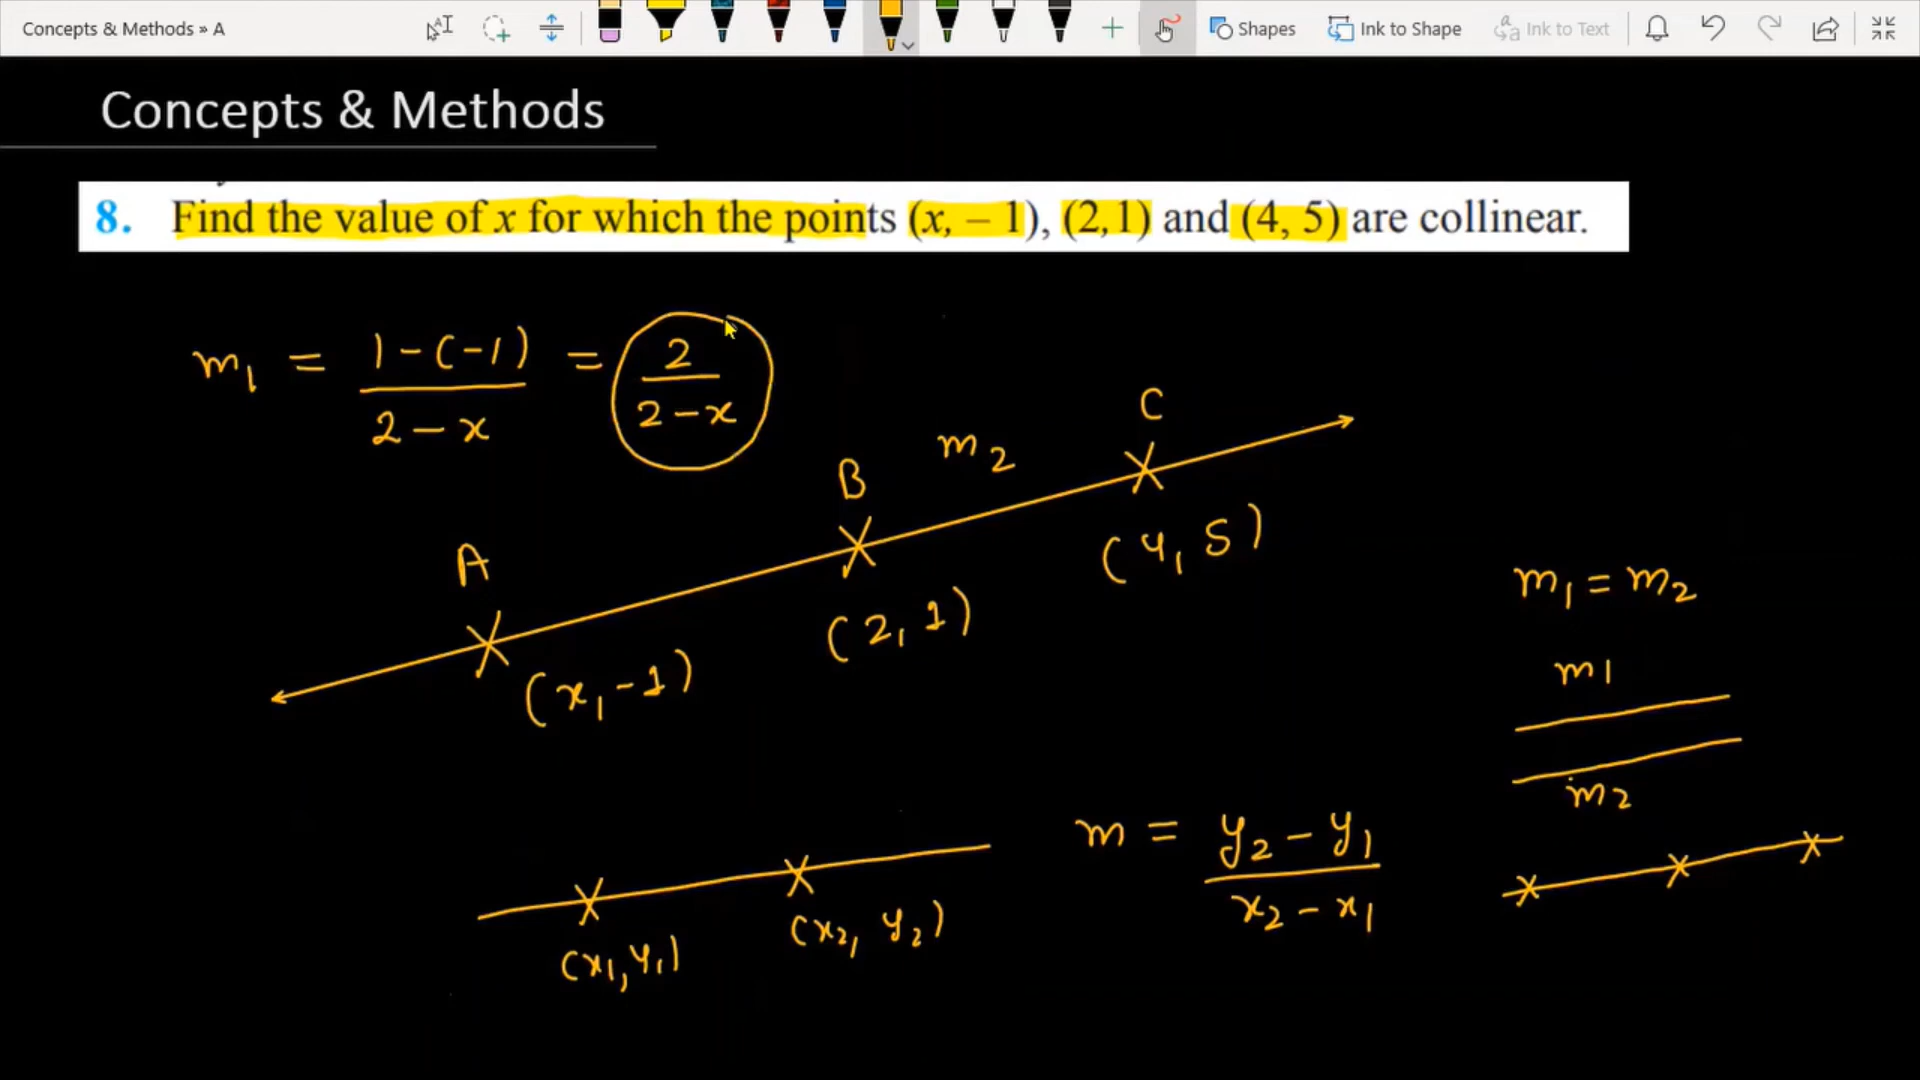 Concepts & Methods » A
Shapes
Ink to Shape
Ink to Text
Concepts & Methods
8. Find the value of x for which the points (x, – 1), (2,1) and (4, 5) are collinear.
m₁ = 1-(-1) / 2-x = 2 / 2-x
C
m₂
B
A
(4, 5)
(2, 1)
(x, -1)
m₁ = m₂
m1
m2
m = y₂ - y₁ / x₂ - x₁
(x₁, y₁)
(x₂, y₂)